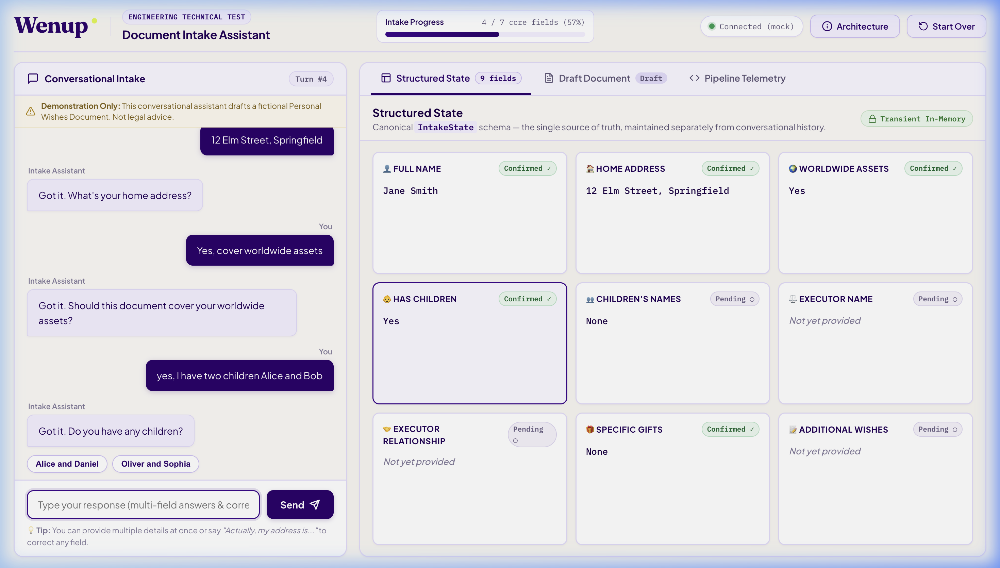 Wenup
ENGINEERING TECHNICAL TEST
Document Intake Assistant
Intake Progress
4 / 7 core fields (57%)
Connected (mock)
Architecture
Start Over
Conversational Intake
Turn #4
Demonstration Only: This conversational assistant drafts a fictional Personal
Wishes Document. Not legal advice.
12 Elm Street, Springfield
Intake Assistant
Got it. What's your home address?
You
Yes, cover worldwide assets
Intake Assistant
Got it. Should this document cover your worldwide
assets?
You
yes, I have two children Alice and Bob
Intake Assistant
Got it. Do you have any children?
Alice and Daniel
Oliver and Sophia
Type your response (multi-field answers & corre
Send
💡 Tip: You can provide multiple details at once or say "Actually, my address is..." to
correct any field.
Structured State
9 fields
Draft Document
Draft
Pipeline Telemetry
Structured State
Canonical IntakeState schema — the single source of truth, maintained separately from conversational history.
Transient In-Memory
👤 FULL NAME
Confirmed ✓
Jane Smith
🏠 HOME ADDRESS
Confirmed ✓
12 Elm Street, Springfield
🌍 WORLDWIDE ASSETS
Confirmed ✓
Yes
👶 HAS CHILDREN
Confirmed ✓
Yes
👥 CHILDREN'S NAMES
Pending ○
None
⚖️ EXECUTOR NAME
Pending ○
Not yet provided
🤝 EXECUTOR
RELATIONSHIP
Pending
○
Not yet provided
🎁 SPECIFIC GIFTS
Confirmed ✓
None
📝 ADDITIONAL WISHES
Pending ○
Not yet provided